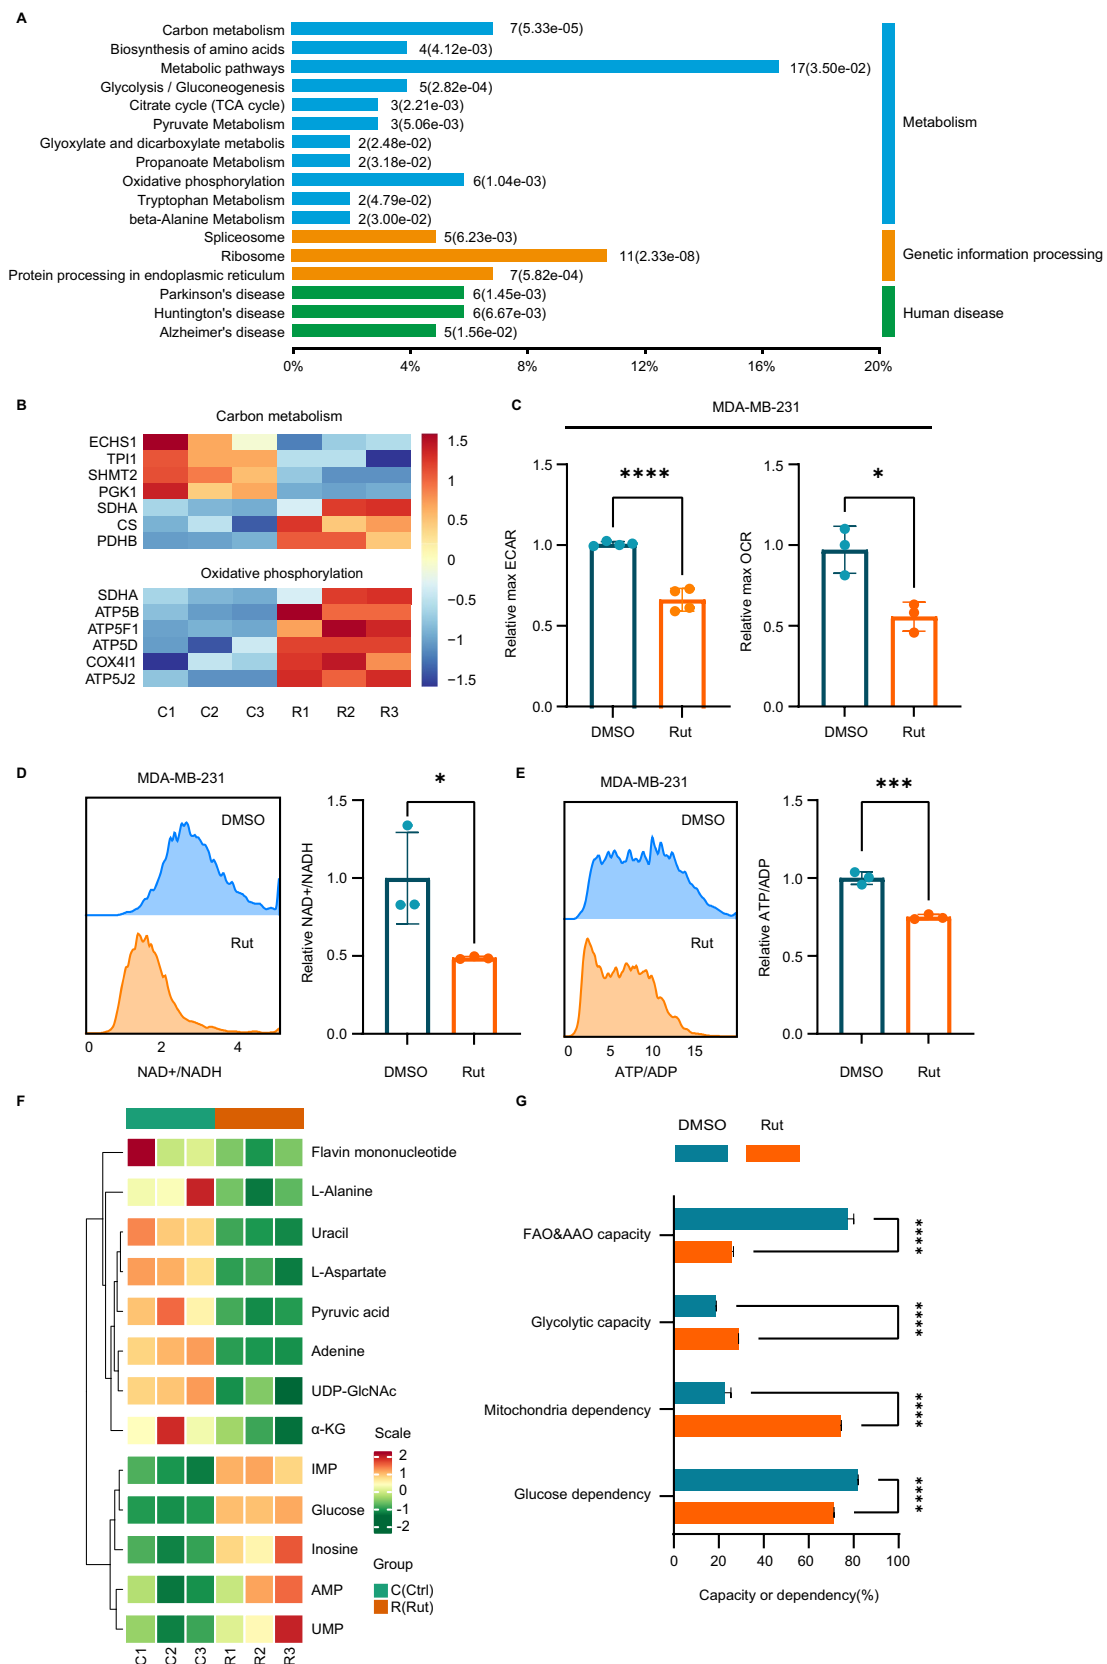 A
Carbon metabolism 7(5.33e-05)
Biosynthesis of amino acids 4(4.12e-03)
Metabolic pathways 17(3.50e-02)
Glycolysis / Gluconeogenesis 5(2.82e-04)
Citrate cycle (TCA cycle) 3(2.21e-03)
Pyruvate Metabolism 3(5.06e-03)
Glyoxylate and dicarboxylate metabolis 2(2.48e-02)
Propanoate Metabolism 2(3.18e-02)
Oxidative phosphorylation 6(1.04e-03)
Tryptophan Metabolism 2(4.79e-02)
beta-Alanine Metabolism 2(3.00e-02)
Spliceosome 5(6.23e-03)
Ribosome 11(2.33e-08)
Protein processing in endoplasmic reticulum 7(5.82e-04)
Parkinson's disease 6(1.45e-03)
Huntington's disease 6(6.67e-03)
Alzheimer's disease 5(1.56e-02)
Metabolism
Genetic information processing
Human disease
0% 4% 8% 12% 16% 20%
B
Carbon metabolism
ECHS1
TPI1
SHMT2
PGK1
SDHA
CS
PDHB
Oxidative phosphorylation
SDHA
ATP5B
ATP5F1
ATP5D
COX4I1
ATP5J2
C1 C2 C3 R1 R2 R3
1.5
1
0.5
0
−0.5
−1
−1.5
C
MDA-MB-231
Relative max ECAR
1.5
1.0
0.5
0.0
****
DMSO Rut
Relative max OCR
1.5
1.0
0.5
0.0
*
DMSO Rut
D
MDA-MB-231
DMSO
Rut
0 2 4
NAD+/NADH
Relative NAD+/NADH
1.5
1.0
0.5
0.0
*
DMSO Rut
E
MDA-MB-231
DMSO
Rut
0 5 10 15
ATP/ADP
Relative ATP/ADP
1.5
1.0
0.5
0.0
***
DMSO Rut
F
Flavin mononucleotide
L-Alanine
Uracil
L-Aspartate
Pyruvic acid
Adenine
UDP-GlcNAc
α-KG
IMP
Glucose
Inosine
AMP
UMP
C1 C2 C3 R1 R2 R3
Scale
2
1
0
-1
-2
Group
C(Ctrl)
R(Rut)
G
DMSO Rut
FAO&AAO capacity ****
Glycolytic capacity ****
Mitochondria dependency ****
Glucose dependency ****
0 20 40 60 80 100
Capacity or dependency(%)